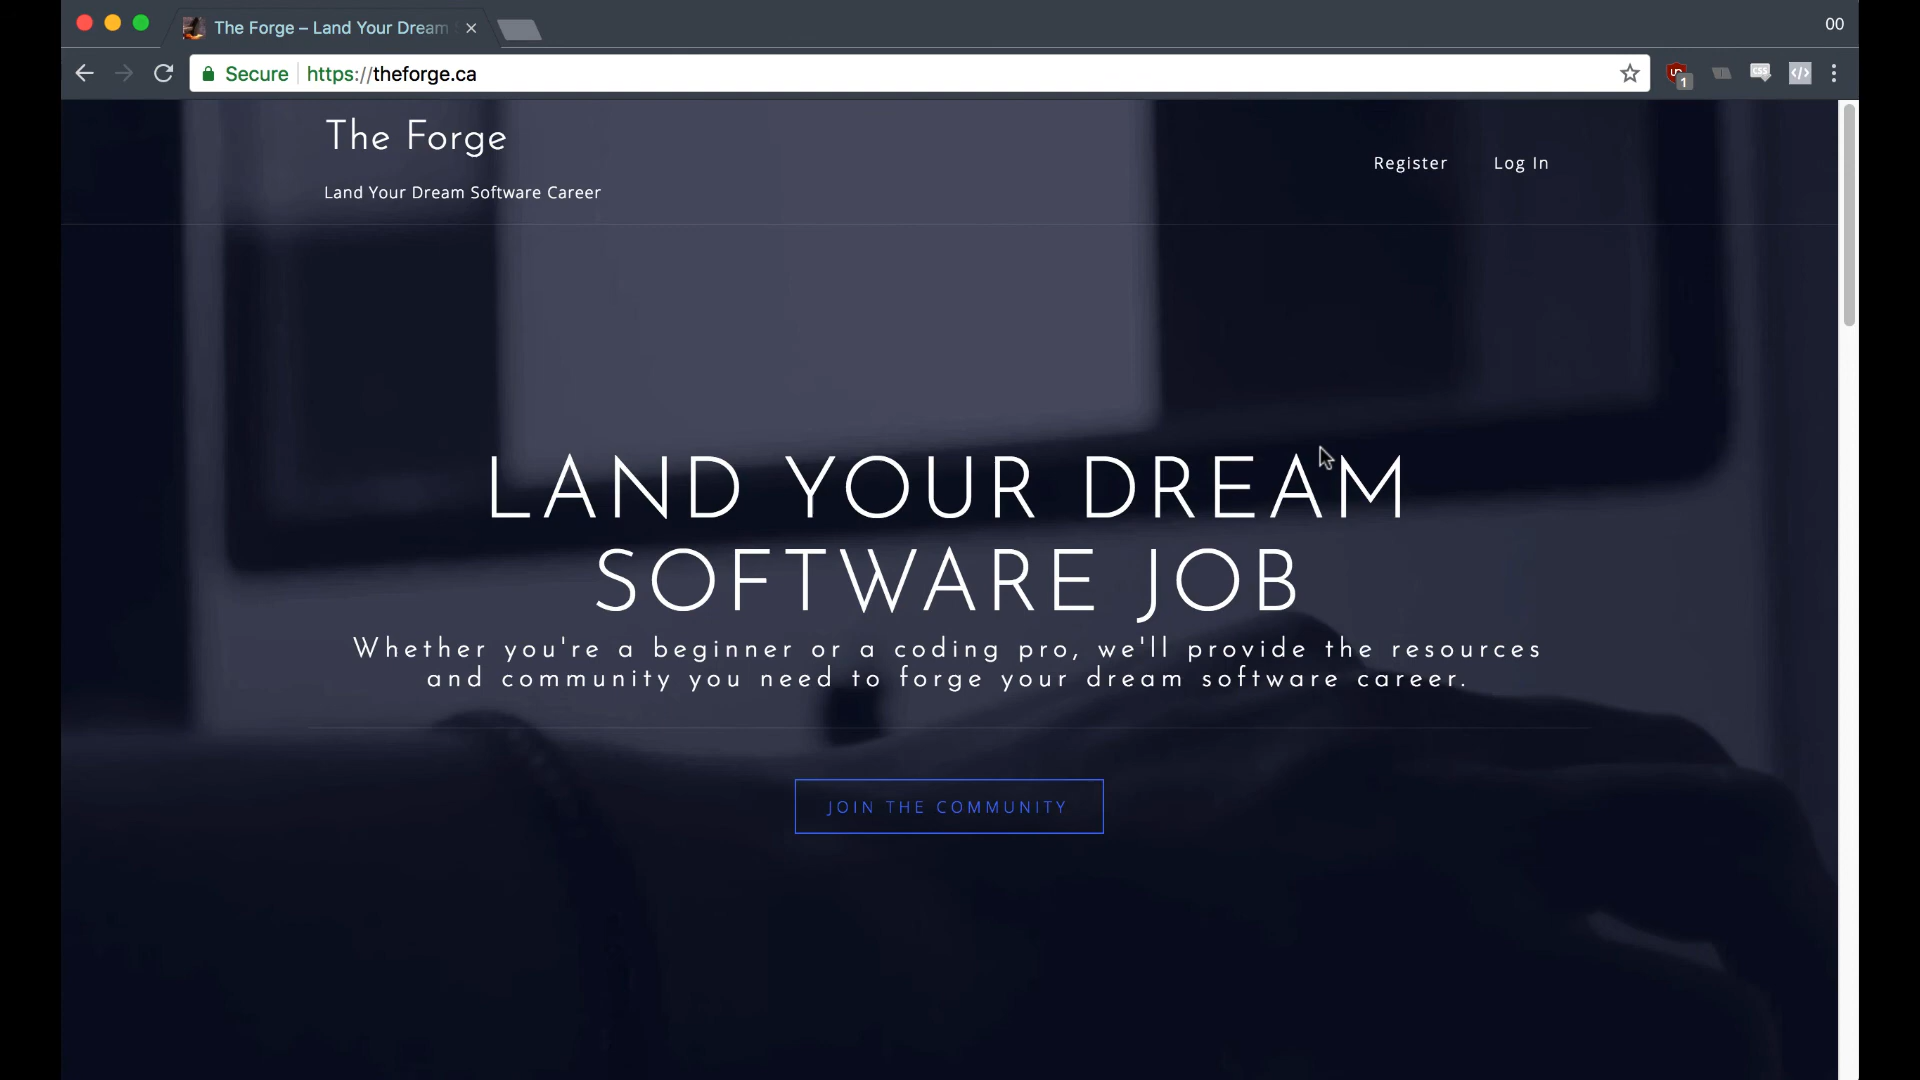 The Forge – Land Your Dream
00
Secure https://theforge.ca
1
The Forge
Land Your Dream Software Career
Register Log In
LAND YOUR DREAM
SOFTWARE JOB
Whether you're a beginner or a coding pro, we'll provide the resources
and community you need to forge your dream software career.
JOIN THE COMMUNITY